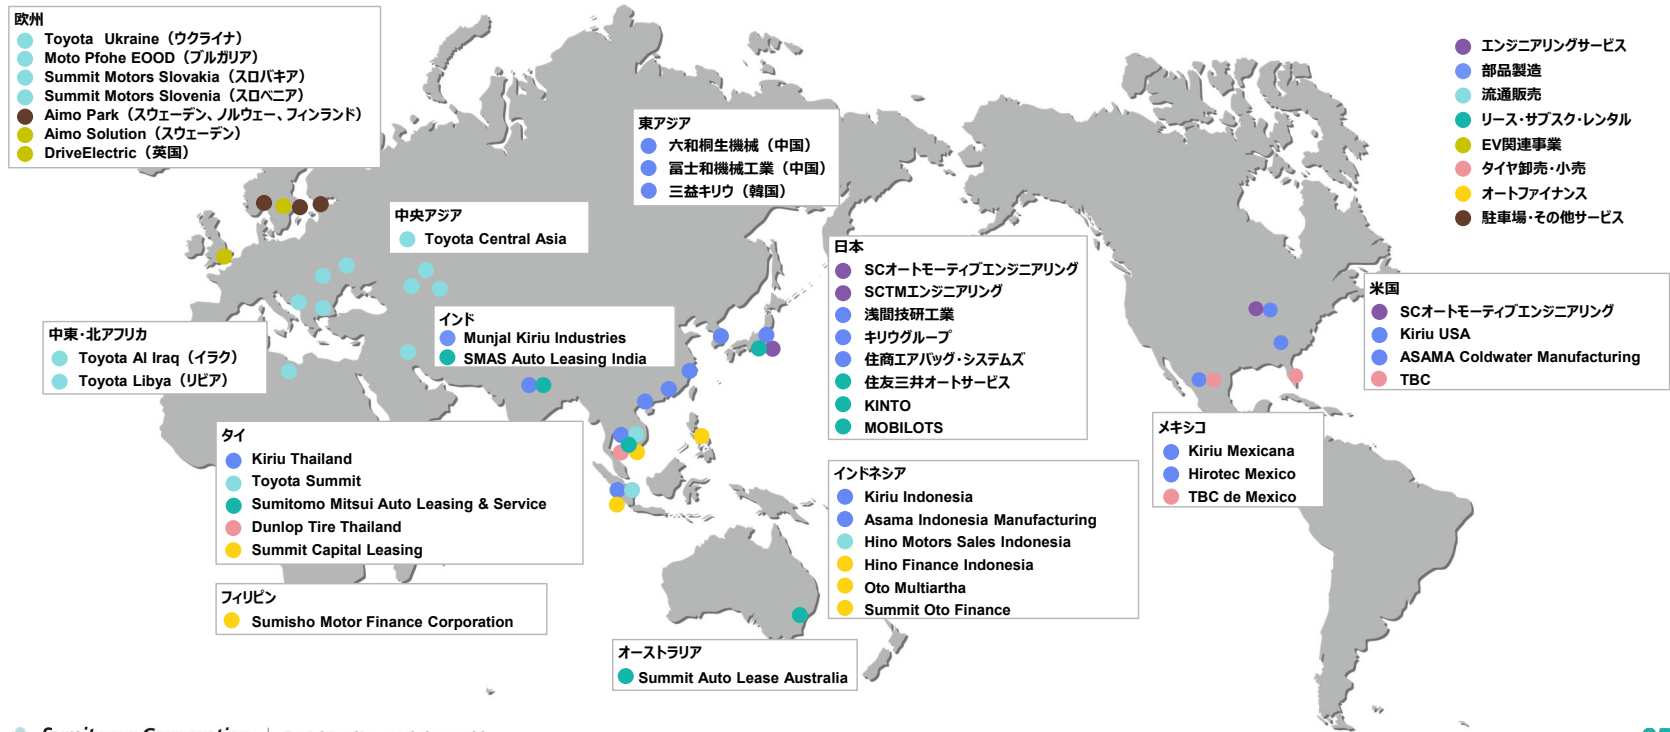 欧州
Toyota Ukraine（ウクライナ）
Moto Pfohe EOOD（ブルガリア）
Summit Motors Slovakia（スロバキア）
Summit Motors Slovenia（スロベニア）
Aimo Park（スウェーデン、ノルウェー、フィンランド）
Aimo Solution（スウェーデン）
DriveElectric（英国）
東アジア
六和桐生機械（中国）
冨士和機械工業（中国）
三益キリウ（韓国）
エンジニアリングサービス
部品製造
流通販売
リース・サブスク・レンタル
EV関連事業
タイヤ卸売・小売
オートファイナンス
駐車場・その他サービス
中央アジア
Toyota Central Asia
日本
SCオートモーティブエンジニアリング
SCTMエンジニアリング
浅間技研工業
キリウグループ
住商エアバッグ・システムズ
住友三井オートサービス
KINTO
MOBILOTS
米国
SCオートモーティブエンジニアリング
Kiriu USA
ASAMA Coldwater Manufacturing
TBC
インド
Munjal Kiriu Industries
SMAS Auto Leasing India
中東・北アフリカ
Toyota Al Iraq（イラク）
Toyota Libya（リビア）
タイ
Kiriu Thailand
Toyota Summit
Sumitomo Mitsui Auto Leasing & Service
Dunlop Tire Thailand
Summit Capital Leasing
メキシコ
Kiriu Mexicana
Hirotec Mexico
TBC de Mexico
インドネシア
Kiriu Indonesia
Asama Indonesia Manufacturing
Hino Motors Sales Indonesia
Hino Finance Indonesia
Oto Multiartha
Summit Oto Finance
フィリピン
Sumisho Motor Finance Corporation
オーストラリア
Summit Auto Lease Australia